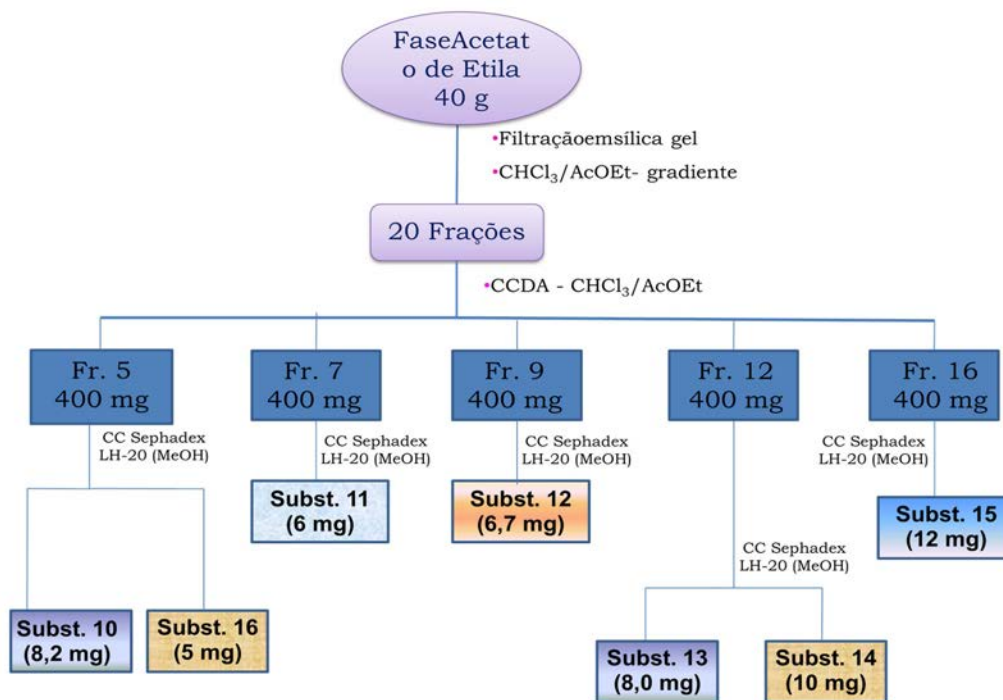 FaseAcetat
o de Etila
40 g
•Filtraçãoemsílica gel
•CHCl₃/AcOEt- gradiente
20 Frações
•CCDA - CHCl₃/AcOEt
Fr. 5
400 mg
Fr. 7
400 mg
Fr. 9
400 mg
Fr. 12
400 mg
Fr. 16
400 mg
CC Sephadex
LH-20 (MeOH)
CC Sephadex
LH-20 (MeOH)
CC Sephadex
LH-20 (MeOH)
CC Sephadex
LH-20 (MeOH)
Subst. 11
(6 mg)
Subst. 12
(6,7 mg)
Subst. 15
(12 mg)
CC Sephadex
LH-20 (MeOH)
Subst. 10
(8,2 mg)
Subst. 16
(5 mg)
Subst. 13
(8,0 mg)
Subst. 14
(10 mg)